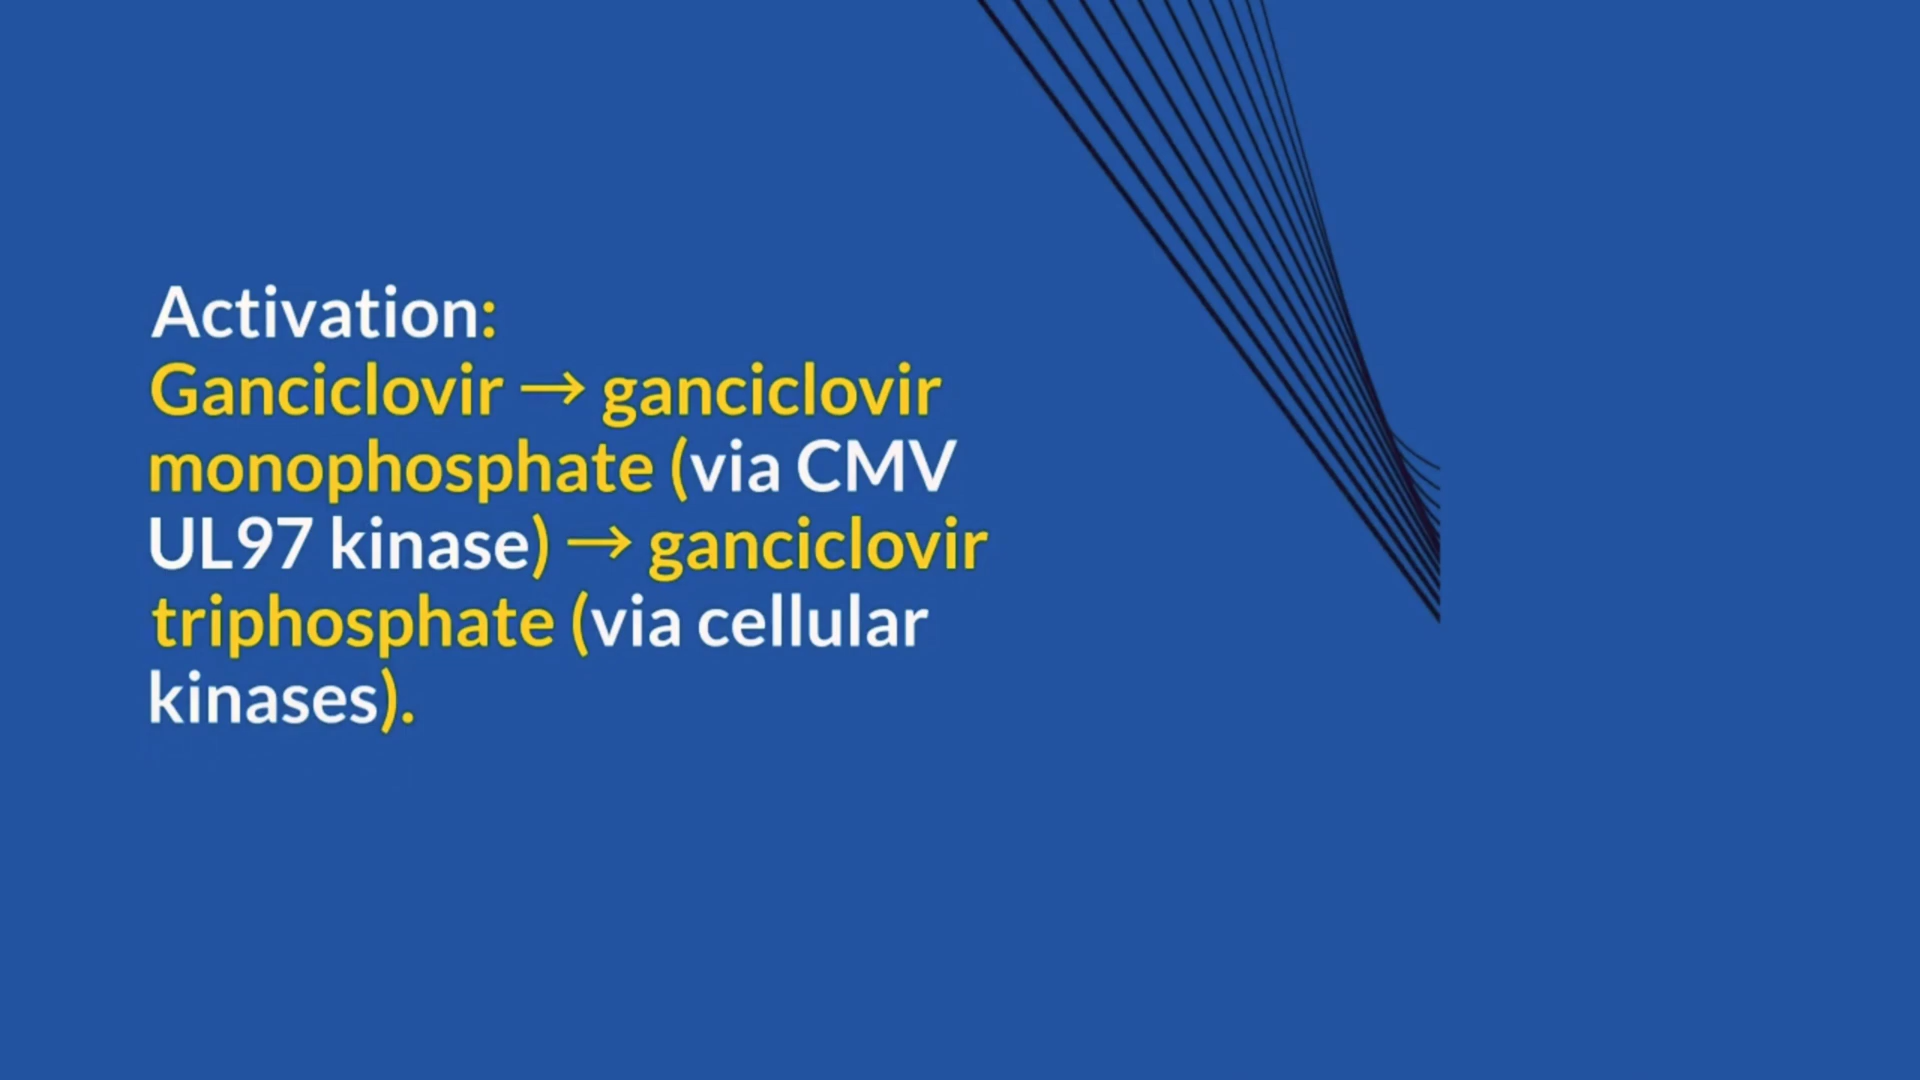 Activation:
Ganciclovir → ganciclovir
monophosphate (via CMV
UL97 kinase) → ganciclovir
triphosphate (via cellular
kinases).